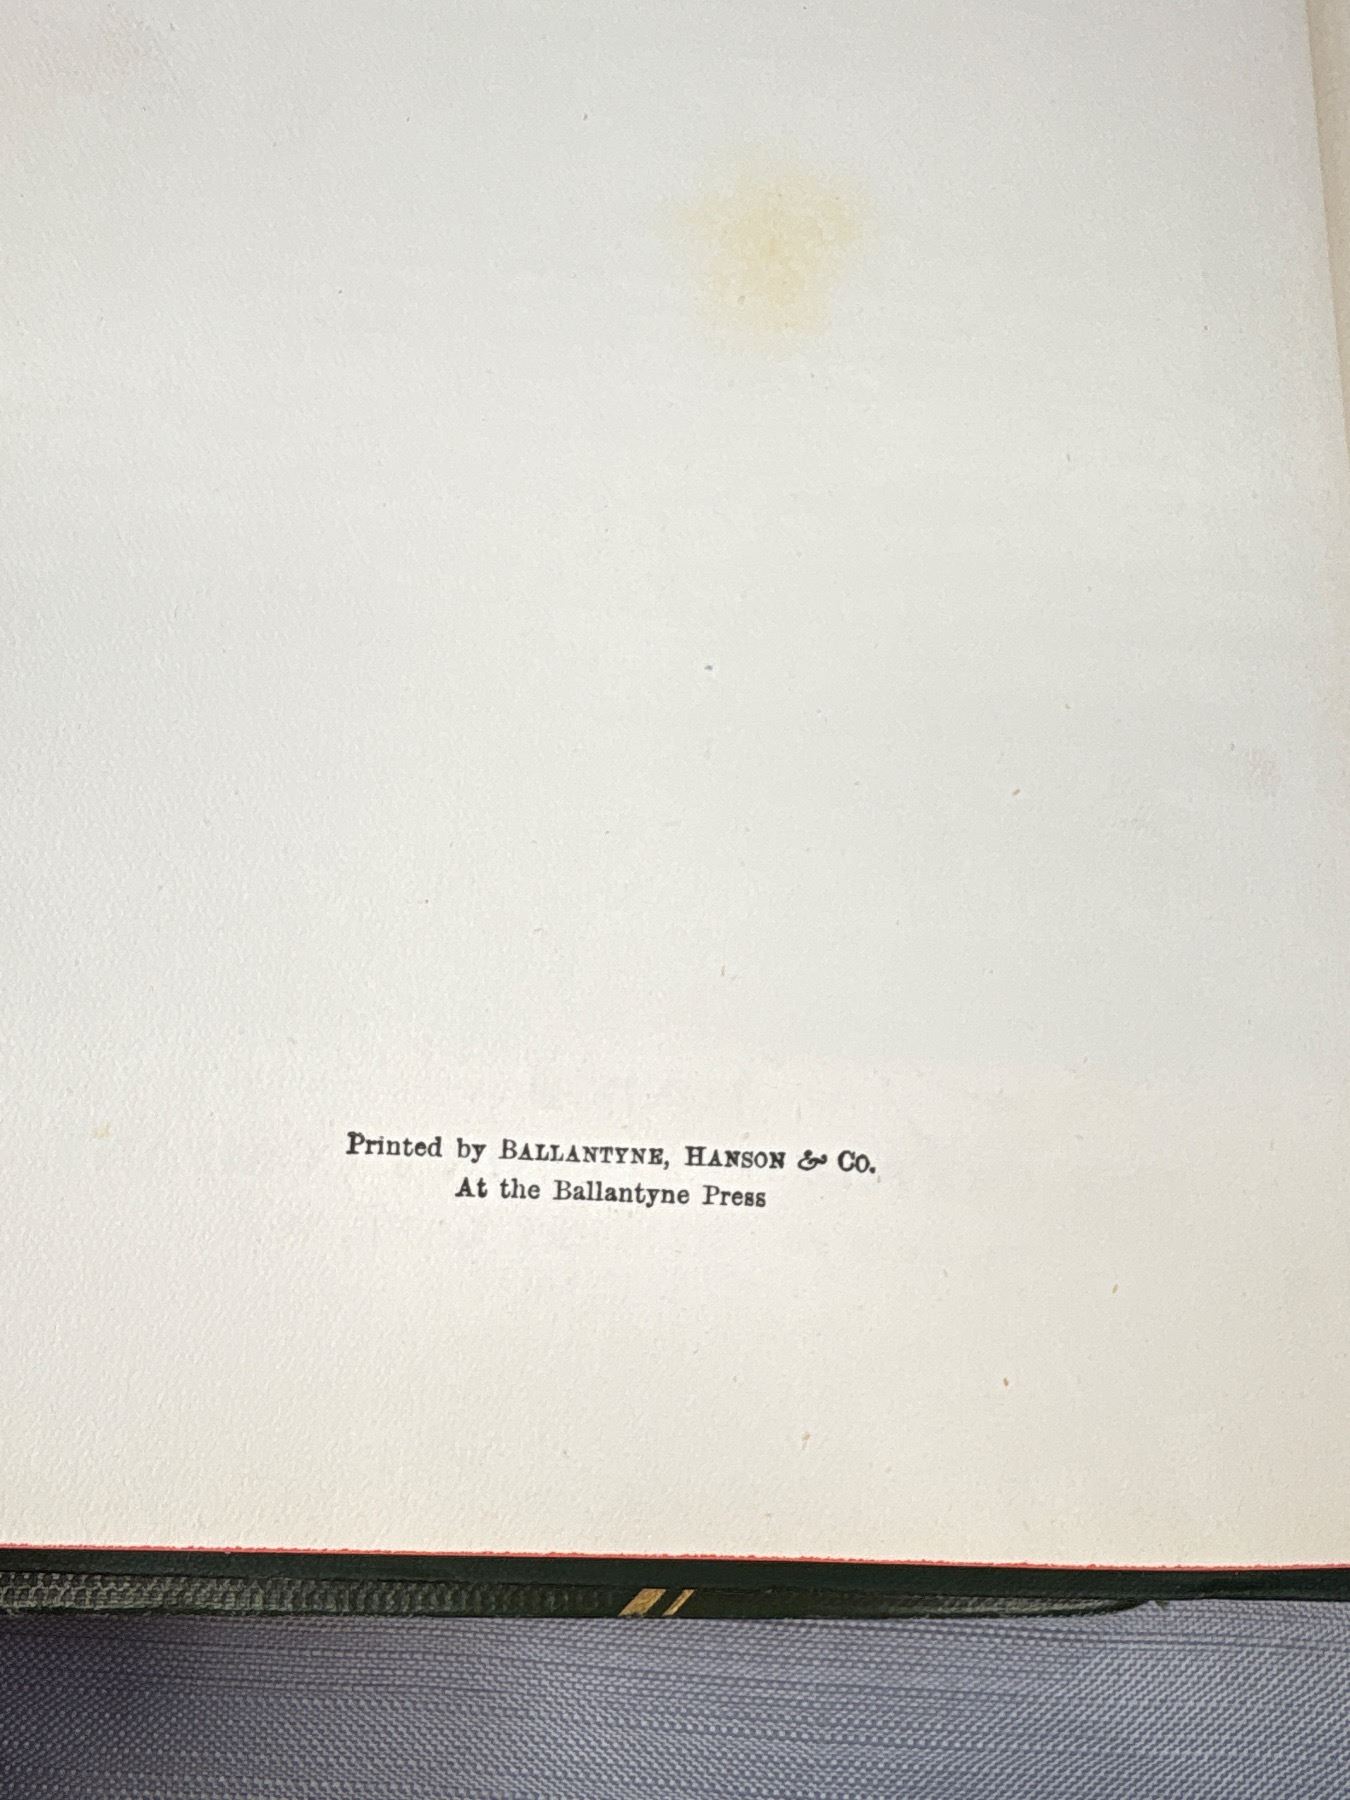 Printed by BALLANTYNE, HANSON & Co.
At the Ballantyne Press